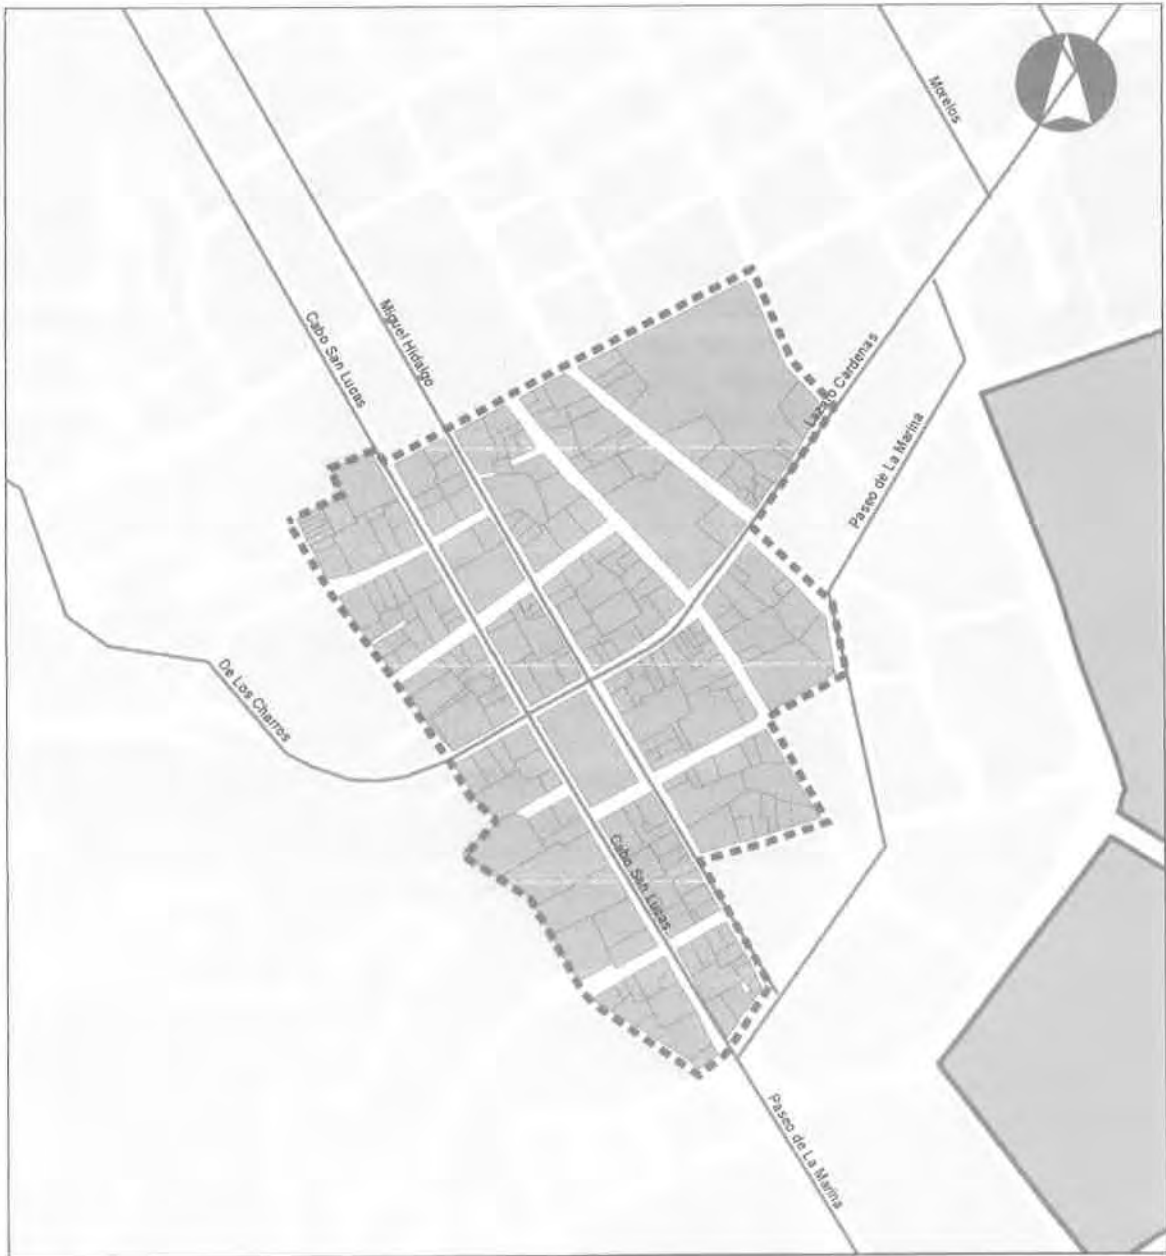 Morelos
Miguel Hidalgo
Cabo San Lucas
Lazaro Cardenas
Paseo de La Marina
De Los Charros
Cabo San Lucas
Paseo de La Marina